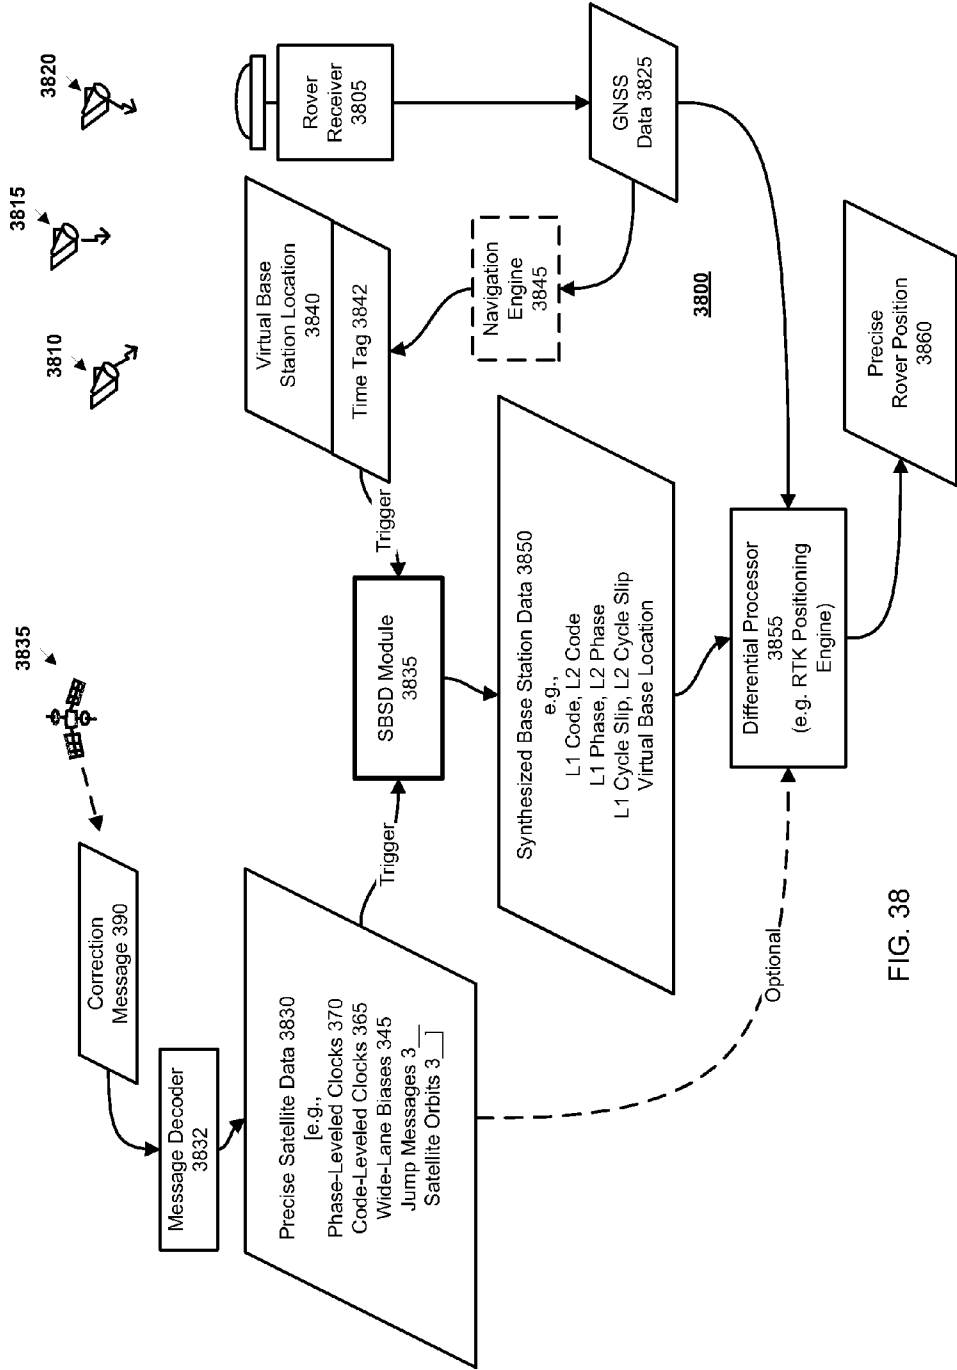 3835
3810
3815
3820
Correction
Message 390
Message Decoder
3832
Precise Satellite Data 3830
[e.g.,
Phase-Leveled Clocks 370
Code-Leveled Clocks 365
Wide-Lane Biases 345
Jump Messages 3__
Satellite Orbits 3__]
Trigger
SBSD Module
3835
Trigger
Virtual Base
Station Location
3840
Time Tag 3842
Rover
Receiver
3805
Navigation
Engine
3845
GNSS
Data 3825
3800
Synthesized Base Station Data 3850
e.g.,
L1 Code, L2 Code
L1 Phase, L2 Phase
L1 Cycle Slip, L2 Cycle Slip
Virtual Base Location
Optional
Differential Processor
3855
(e.g. RTK Positioning
Engine)
Precise
Rover Position
3860
FIG. 38